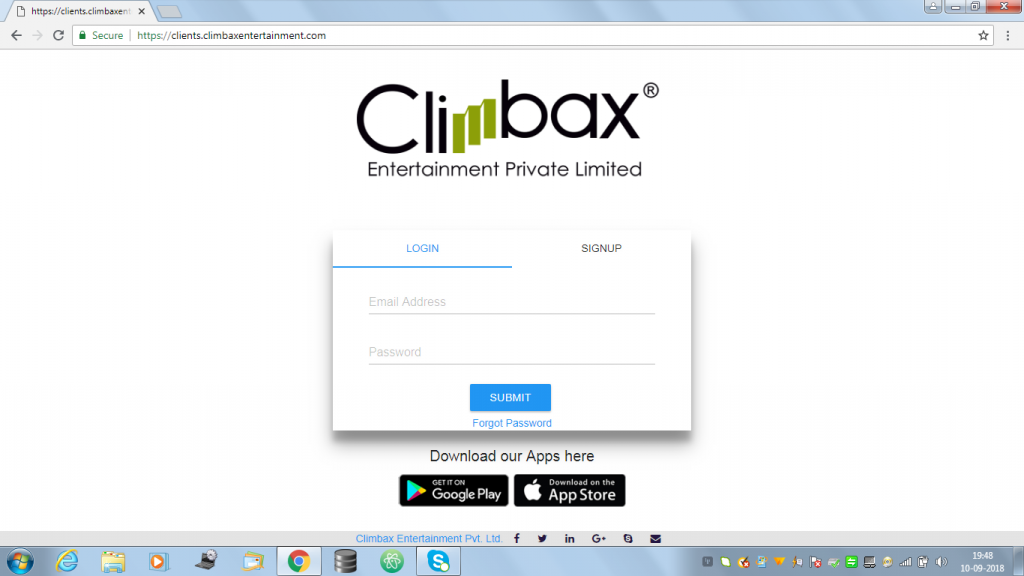 https://clients.climbaxent
Secure
https://clients.climbaxentertainment.com
Climbax®
Entertainment Private Limited
LOGIN
SIGNUP
Email Address
Password
SUBMIT
Forgot Password
Download our Apps here
GET IT ON
Google Play
Download on the
App Store
Climbax Entertainment Pvt. Ltd.
19:48
10-09-2018